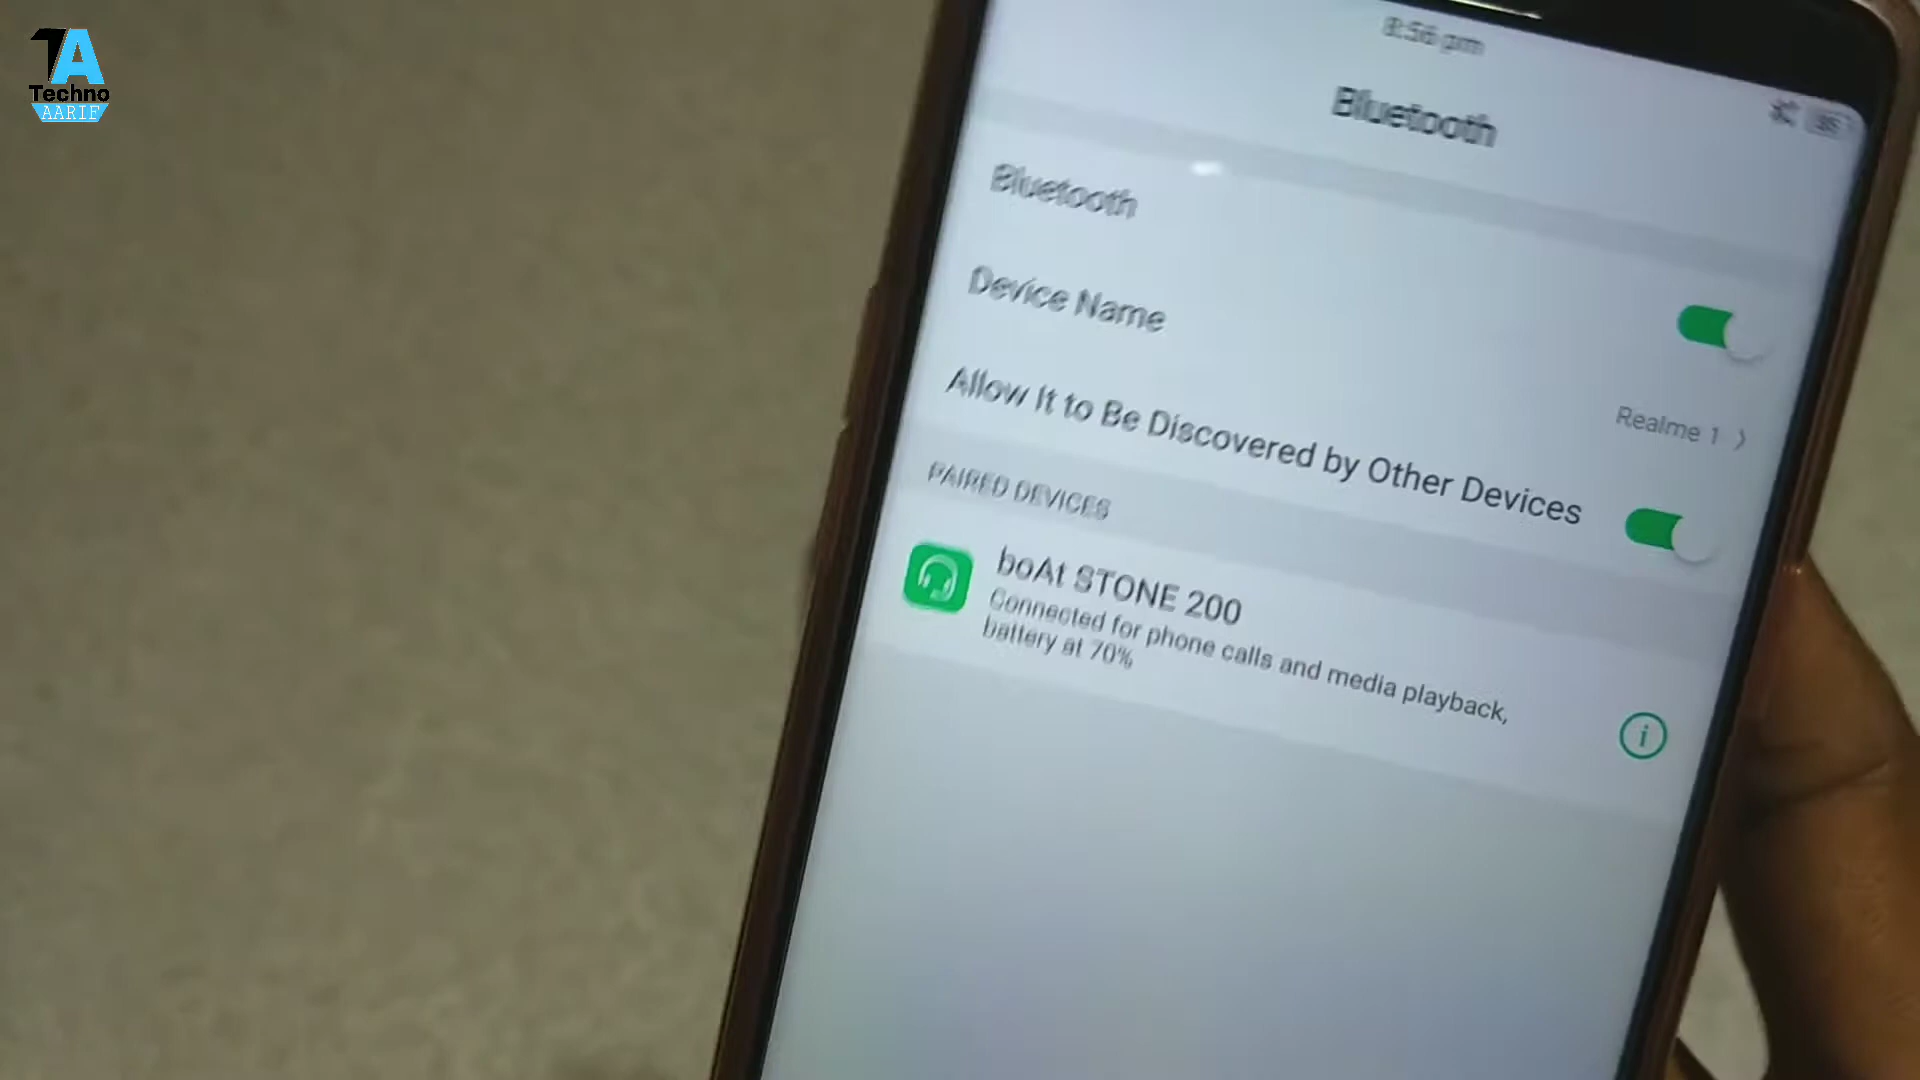 TA
Techno
AARIF
8:56 pm
Bluetooth
Bluetooth
Device Name
Realme 1
Allow It to Be Discovered by Other Devices
PAIRED DEVICES
boAt STONE 200
Connected for phone calls and media playback,
battery at 70%